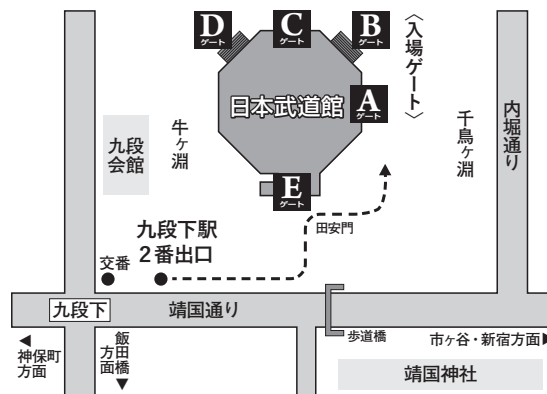 D
ゲート
C
ゲート
B
ゲート
〈入場ゲート〉
日本武道館
A
ゲート
内堀通り
千鳥ヶ淵
牛ヶ淵
九段
会館
E
ゲート
田安門
九段下駅
2番出口
交番
九段下
靖国通り
神保町
方面
飯田橋
方面
歩道橋
市ヶ谷・新宿方面
靖国神社